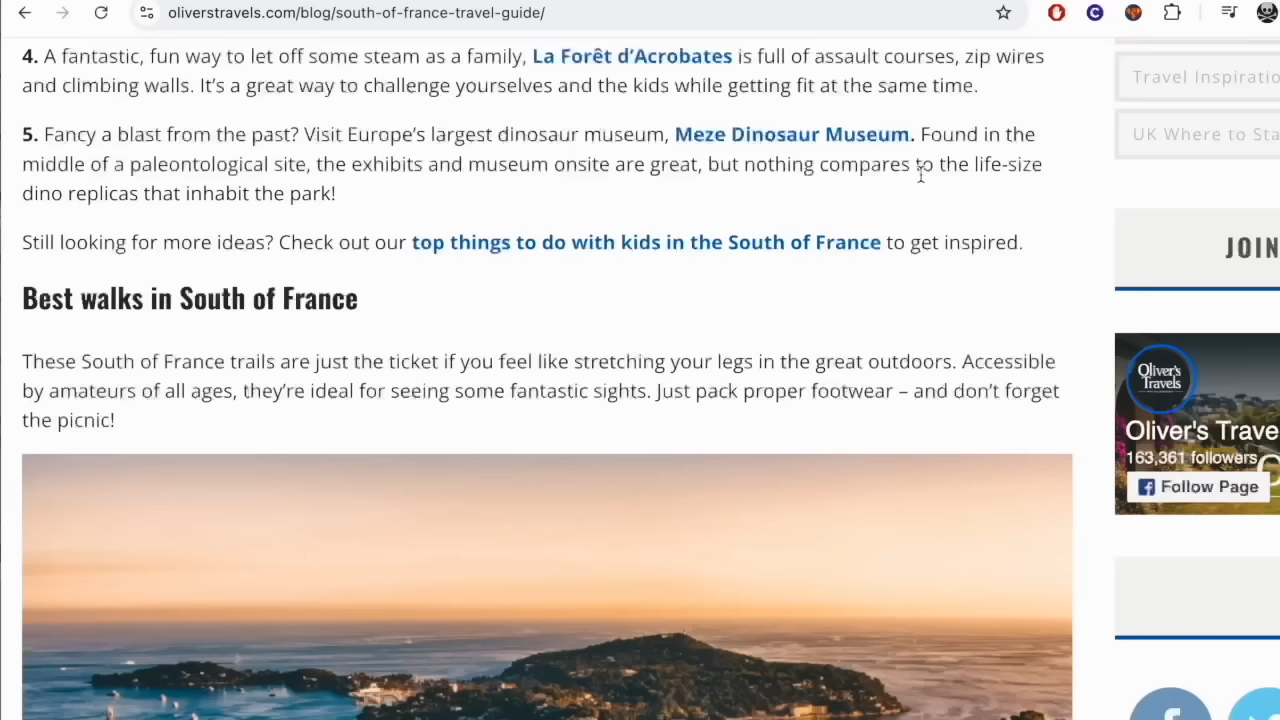 oliverstravels.com/blog/south-of-france-travel-guide/
4. A fantastic, fun way to let off some steam as a family, La Forêt d’Acrobates is full of assault courses, zip wires
and climbing walls. It’s a great way to challenge yourselves and the kids while getting fit at the same time.
5. Fancy a blast from the past? Visit Europe’s largest dinosaur museum, Meze Dinosaur Museum. Found in the
middle of a paleontological site, the exhibits and museum onsite are great, but nothing compares to the life-size
dino replicas that inhabit the park!
Still looking for more ideas? Check out our top things to do with kids in the South of France to get inspired.
Best walks in South of France
These South of France trails are just the ticket if you feel like stretching your legs in the great outdoors. Accessible
by amateurs of all ages, they’re ideal for seeing some fantastic sights. Just pack proper footwear – and don’t forget
the picnic!
Travel Inspiratio
UK Where to Sta
JOIN
Oliver's
Travels
Oliver's Trave
163,361 followers
Follow Page